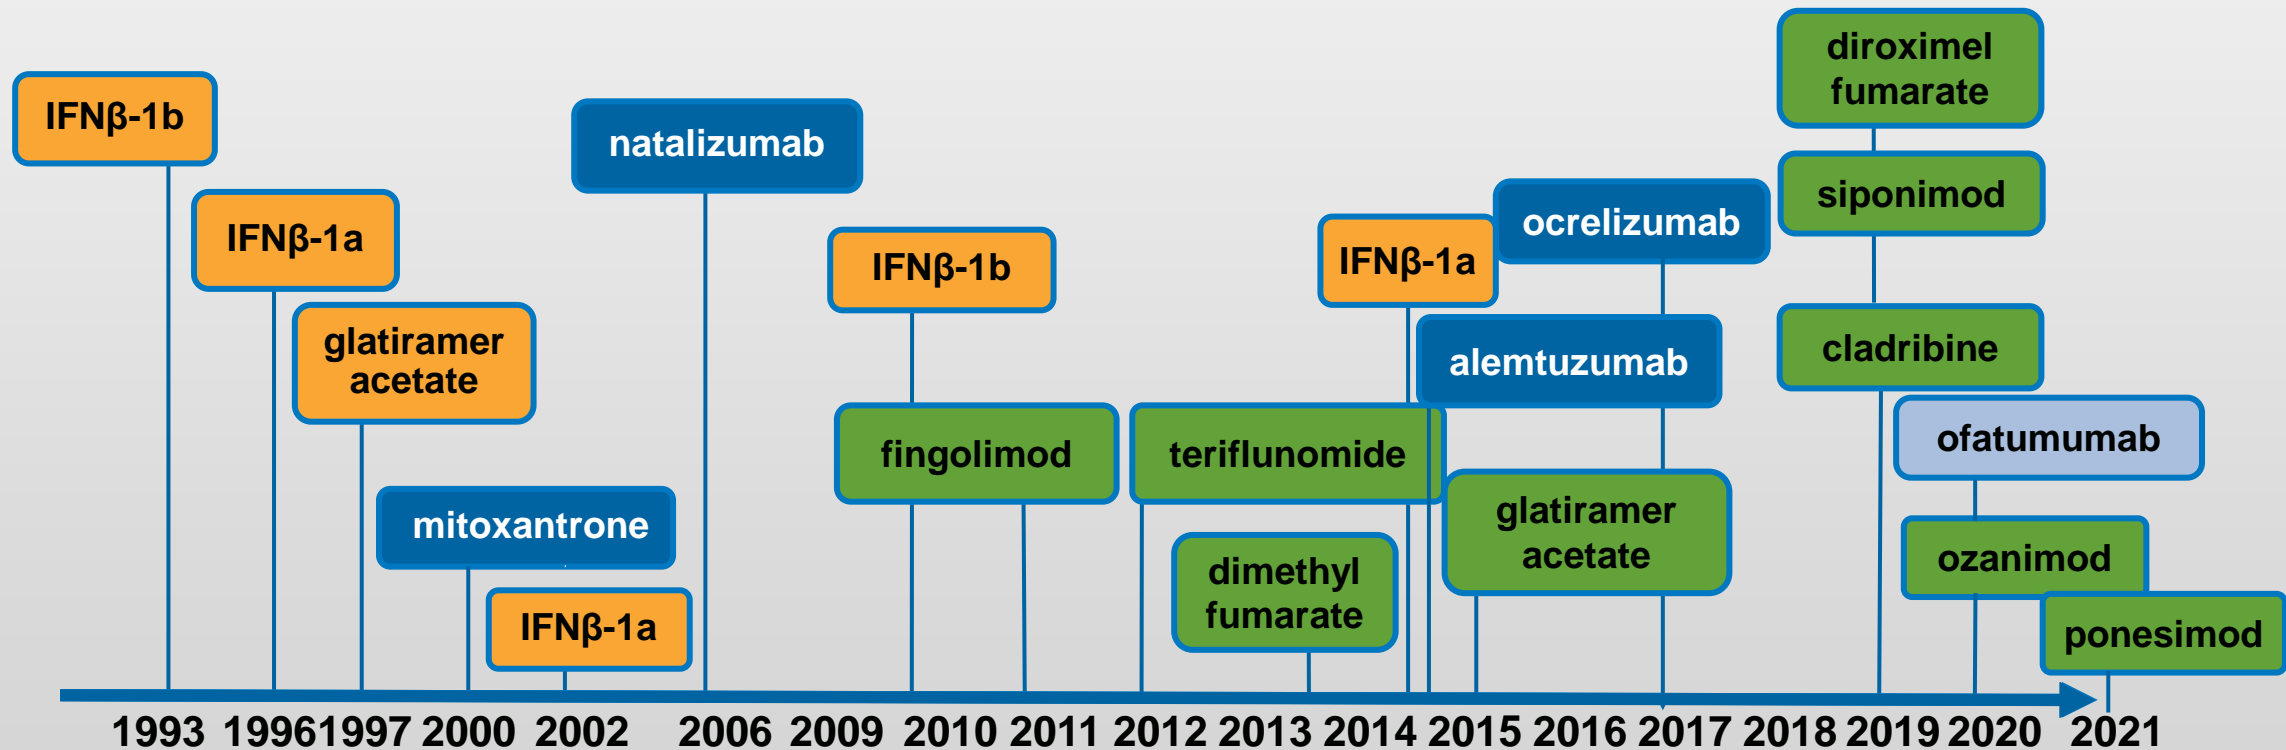 IFNβ-1b
IFNβ-1a
glatiramer
acetate
mitoxantrone
IFNβ-1a
natalizumab
IFNβ-1b
fingolimod
teriflunomide
dimethyl
fumarate
IFNβ-1a
ocrelizumab
alemtuzumab
glatiramer
acetate
diroximel
fumarate
siponimod
cladribine
ofatumumab
ozanimod
ponesimod
1993 1996 1997 2000 2002 2006 2009 2010 2011 2012 2013 2014 2015 2016 2017 2018 2019 2020 2021